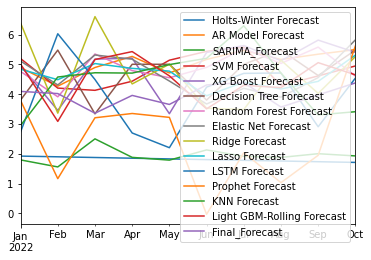 6
5
4
3
2
1
0
Jan
2022
Feb
Mar
Apr
May
Oct
Holts-Winter Forecast
AR Model Forecast
SARIMA Forecast
SVM Forecast
XG Boost Forecast
Decision Tree Forecast
Random Forest Forecast
Elastic Net Forecast
Ridge Forecast
Lasso Forecast
LSTM Forecast
Prophet Forecast
KNN Forecast
Light GBM-Rolling Forecast
Final_Forecast